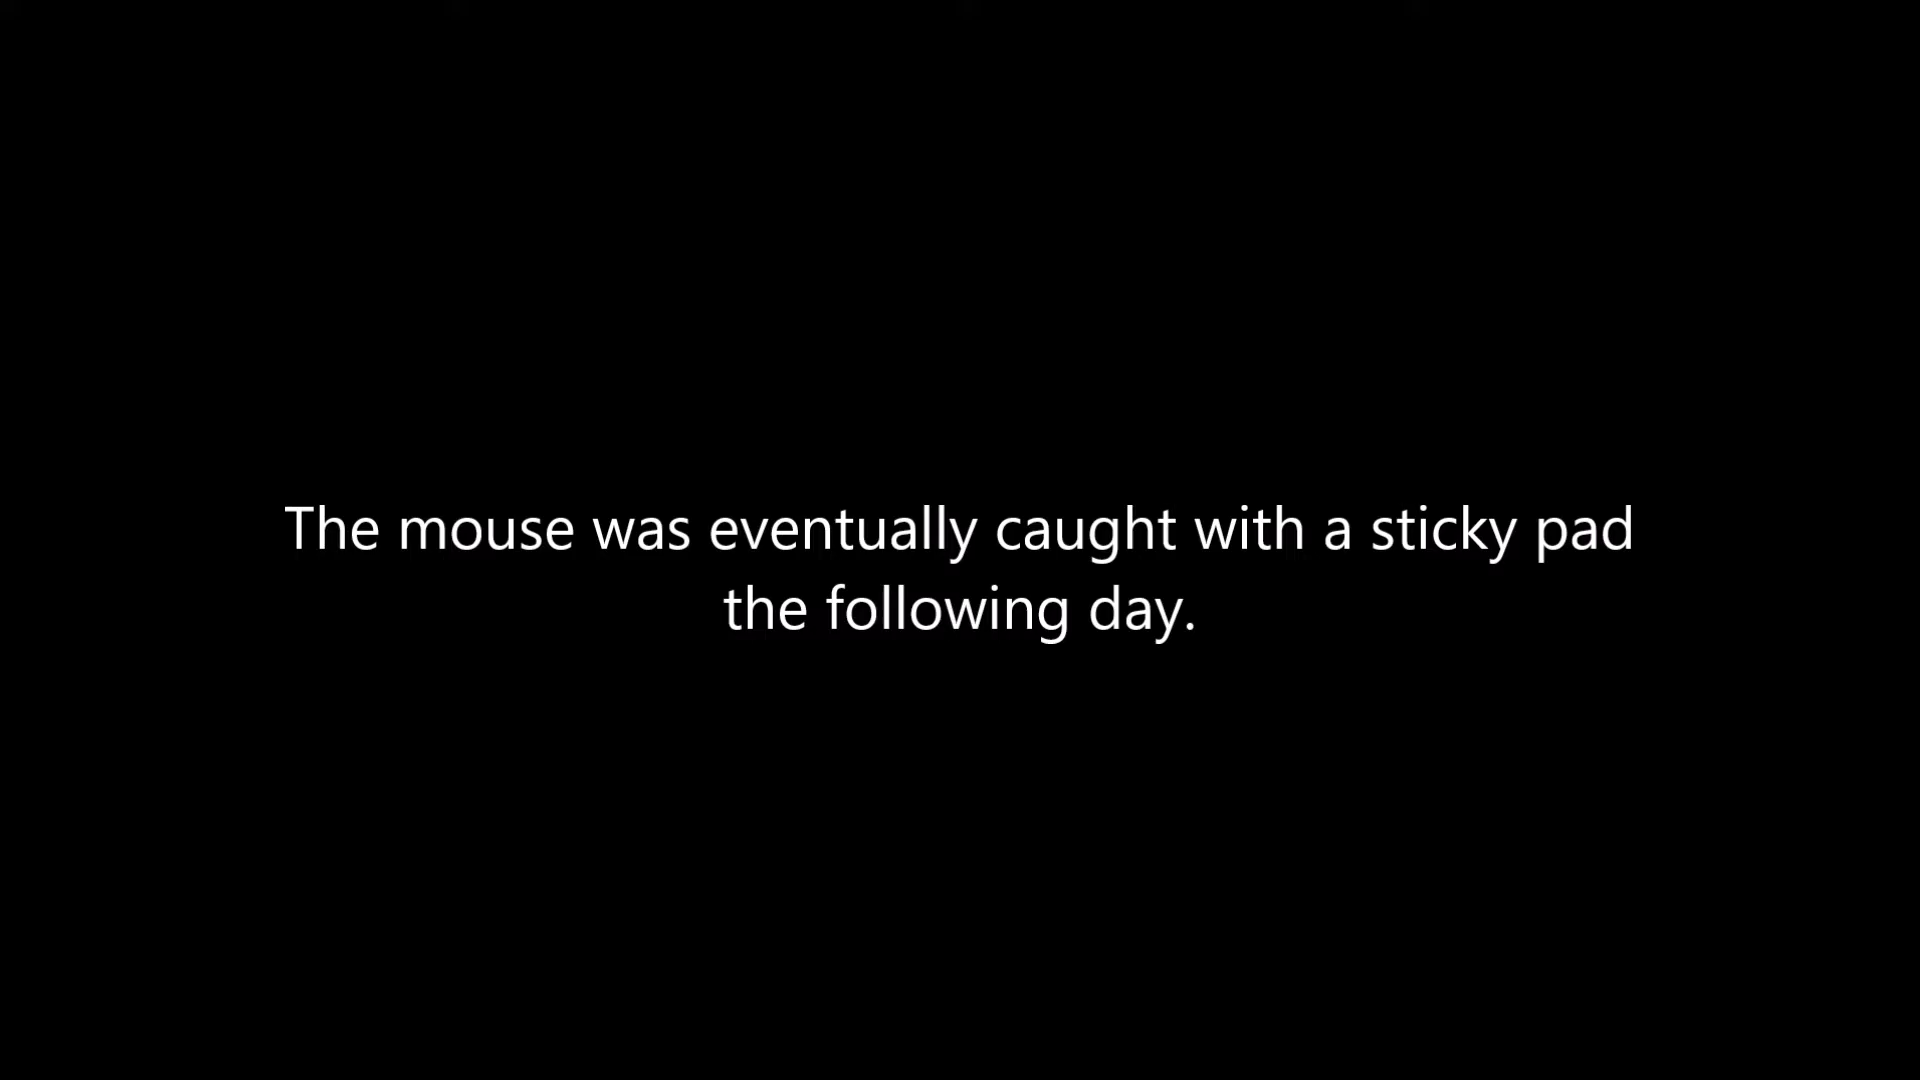 The mouse was eventually caught with a sticky pad
the following day.